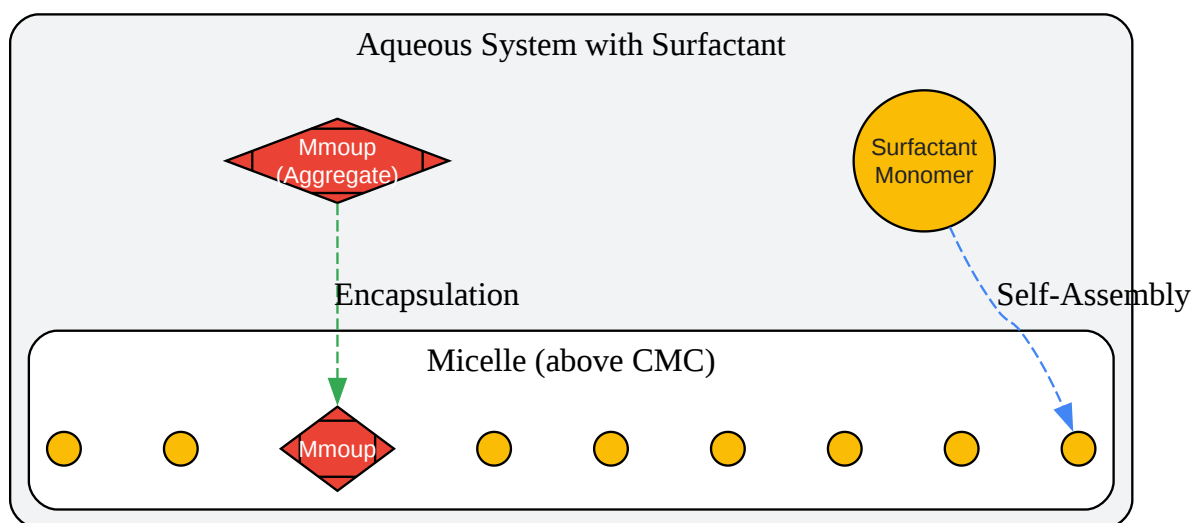 Aqueous System with Surfactant
Mmoup
(Aggregate)
Surfactant
Monomer
Encapsulation
Self-Assembly
Micelle (above CMC)
Mmoup